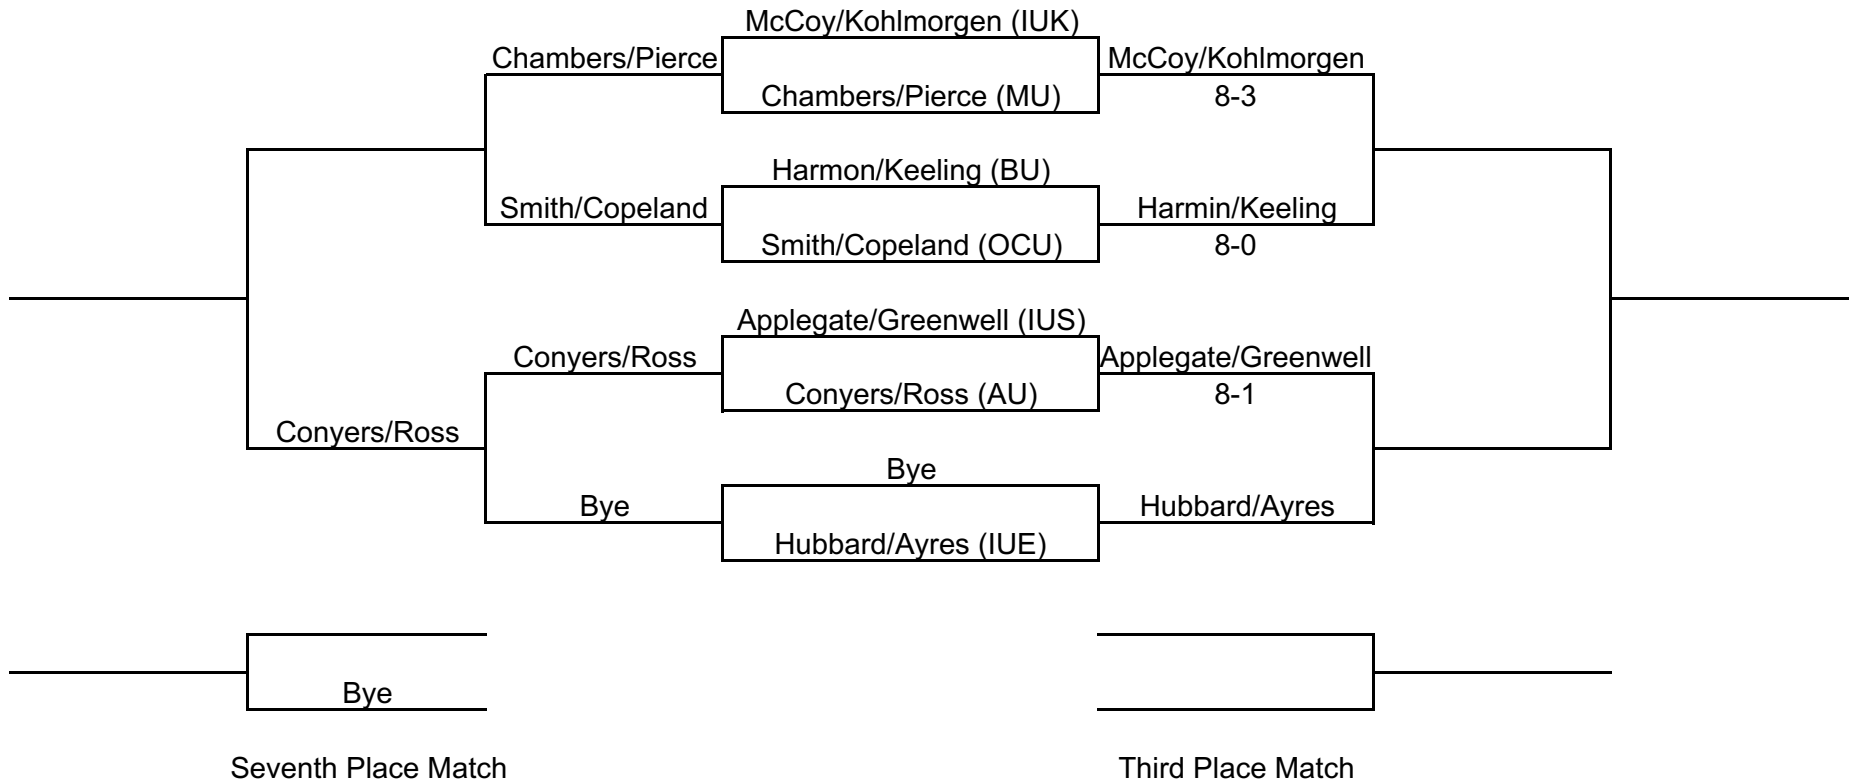 McCoy/Kohlmorgen (IUK)
Chambers/Pierce
McCoy/Kohlmorgen
Chambers/Pierce (MU)
8-3
Harmon/Keeling (BU)
Smith/Copeland
Harmin/Keeling
Smith/Copeland (OCU)
8-0
Applegate/Greenwell (IUS)
Conyers/Ross
Applegate/Greenwell
Conyers/Ross (AU)
8-1
Conyers/Ross
Bye
Bye
Hubbard/Ayres
Hubbard/Ayres (IUE)
Bye
Seventh Place Match
Third Place Match